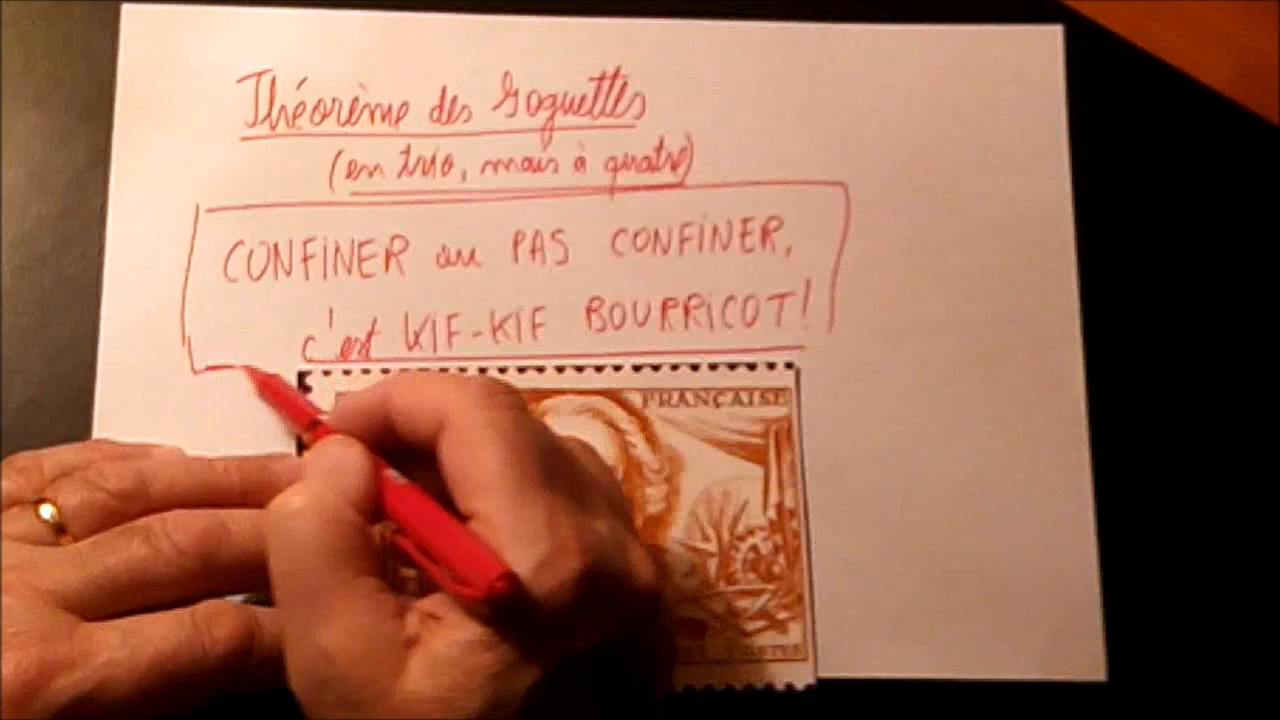 Théorème des Goguettes
(en trio, mais à quatre)
CONFINER ou PAS CONFINER,
c'est KIF-KIF BOURRICOT!
FRANÇAISE